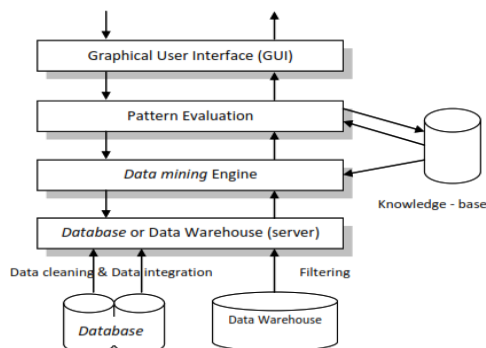 Graphical User Interface (GUI)
Pattern Evaluation
Data mining Engine
Knowledge - base
Database or Data Warehouse (server)
Data cleaning & Data integration
Filtering
Database
Data Warehouse